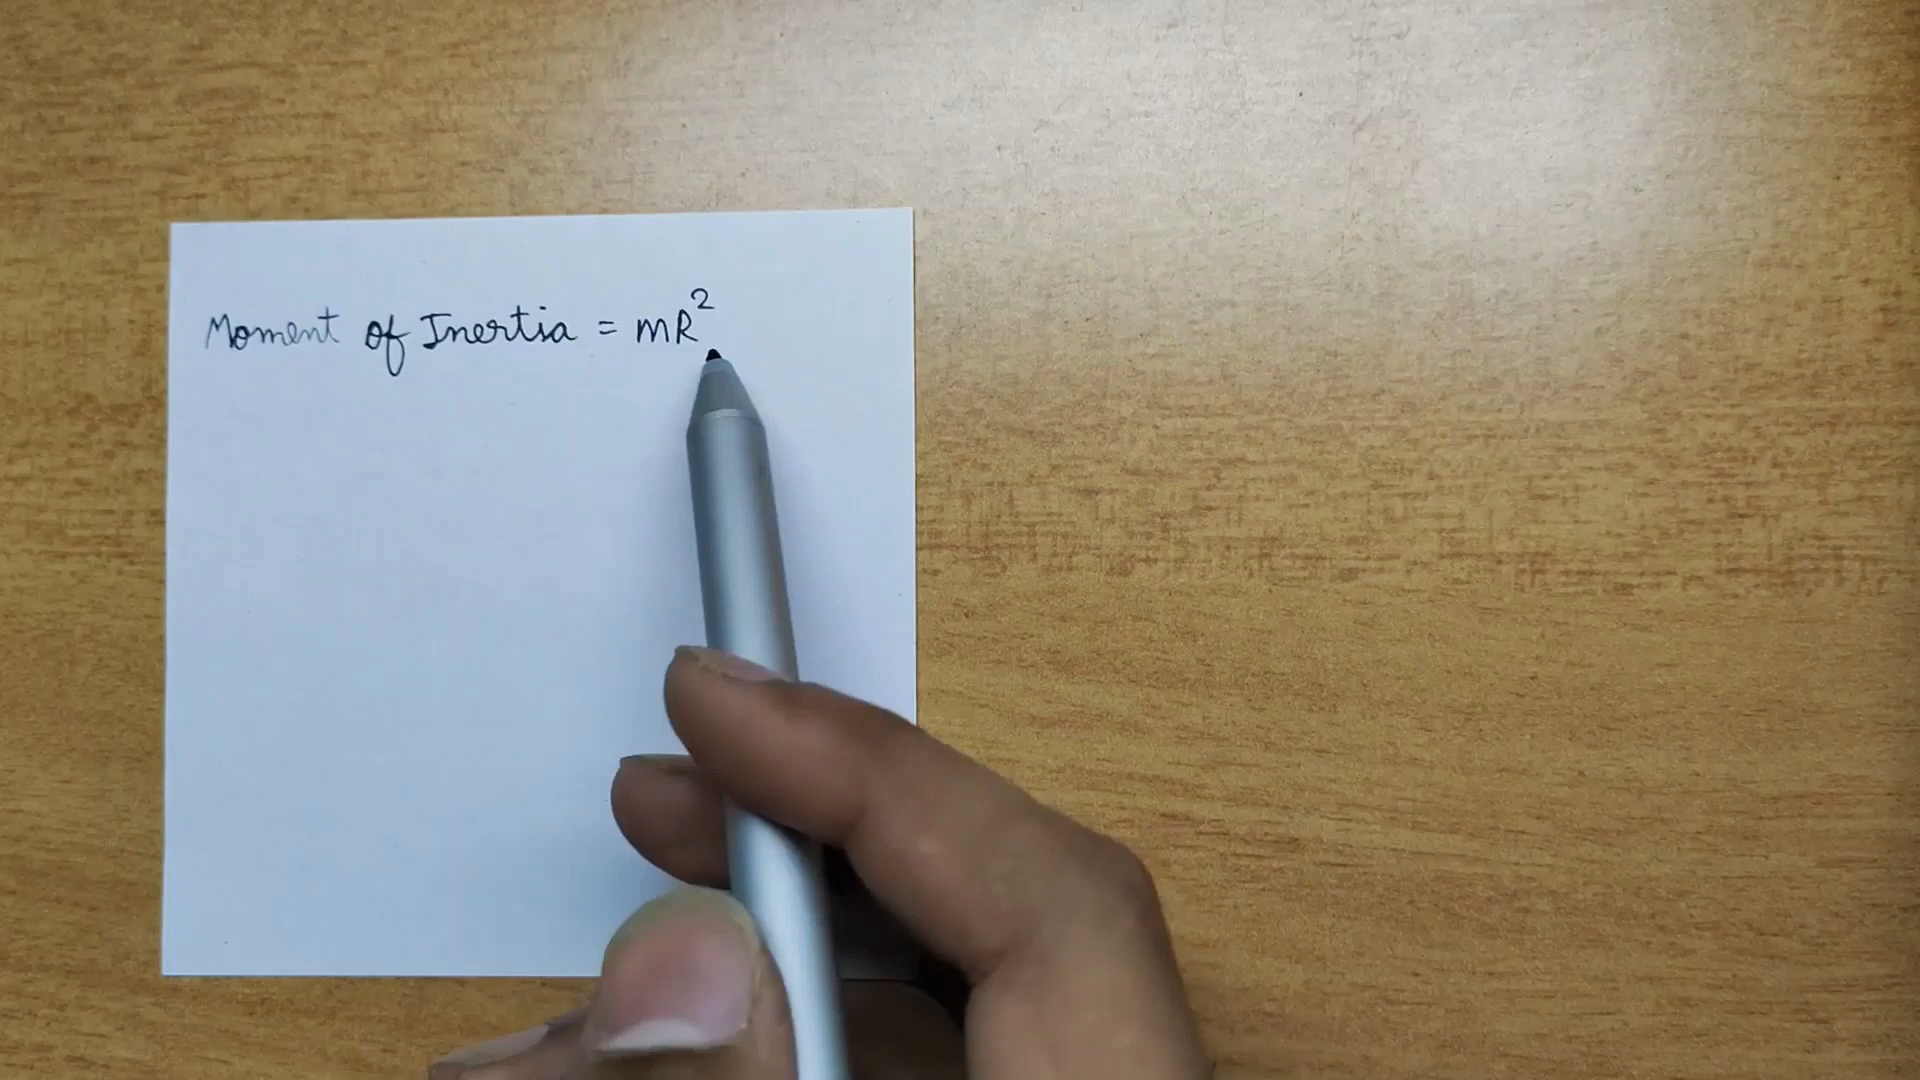 Moment of Inertia = mR²